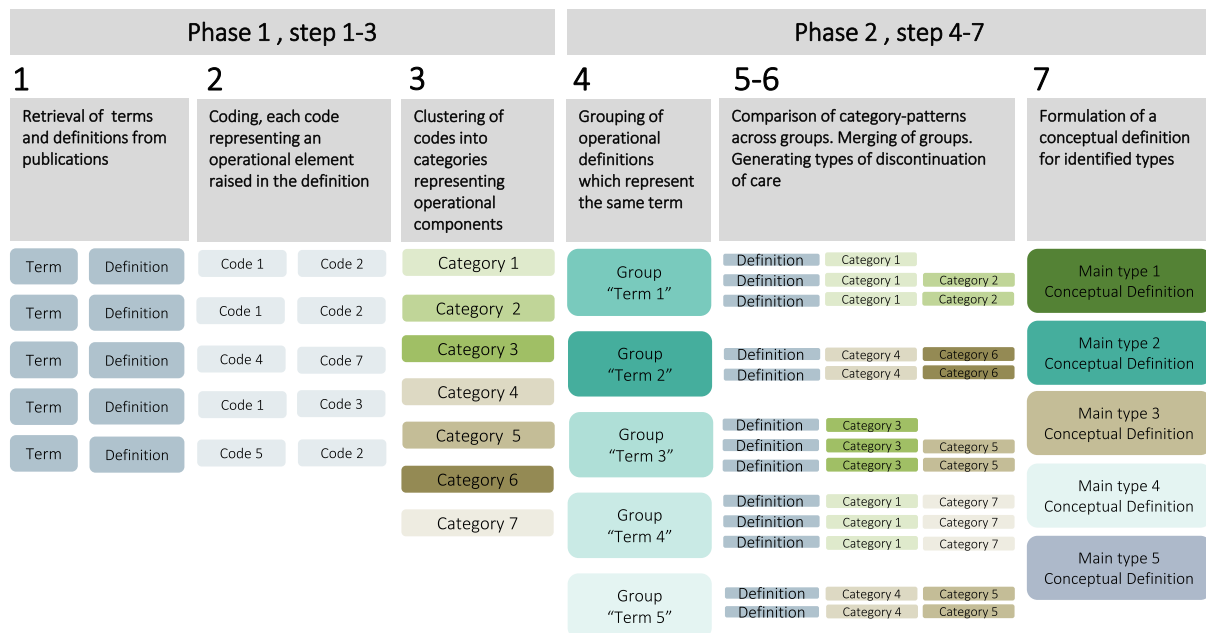 Phase 1 , step 1-3
Phase 2 , step 4-7
1
Retrieval of terms
and definitions from
publications
2
Coding, each code
representing an
operational element
raised in the definition
3
Clustering of
codes into
categories
representing
operational
components
4
Grouping of
operational
definitions
which represent
the same term
5-6
Comparison of category-patterns
across groups. Merging of groups.
Generating types of discontinuation
of care
7
Formulation of a
conceptual definition
for identified types
Term Definition
Term Definition
Term Definition
Term Definition
Term Definition
Code 1 Code 2
Code 1 Code 2
Code 4 Code 7
Code 1 Code 3
Code 5 Code 2
Category 1
Category 2
Category 3
Category 4
Category 5
Category 6
Category 7
Group
“Term 1”
Group
“Term 2”
Group
“Term 3”
Group
“Term 4”
Group
“Term 5”
Definition Category 1
Definition Category 1 Category 2
Definition Category 1 Category 2
Definition Category 4 Category 6
Definition Category 4 Category 6
Definition Category 3
Definition Category 3 Category 5
Definition Category 3 Category 5
Definition Category 1 Category 7
Definition Category 1 Category 7
Definition Category 1 Category 7
Definition Category 4 Category 5
Definition Category 4 Category 5
Main type 1
Conceptual Definition
Main type 2
Conceptual Definition
Main type 3
Conceptual Definition
Main type 4
Conceptual Definition
Main type 5
Conceptual Definition